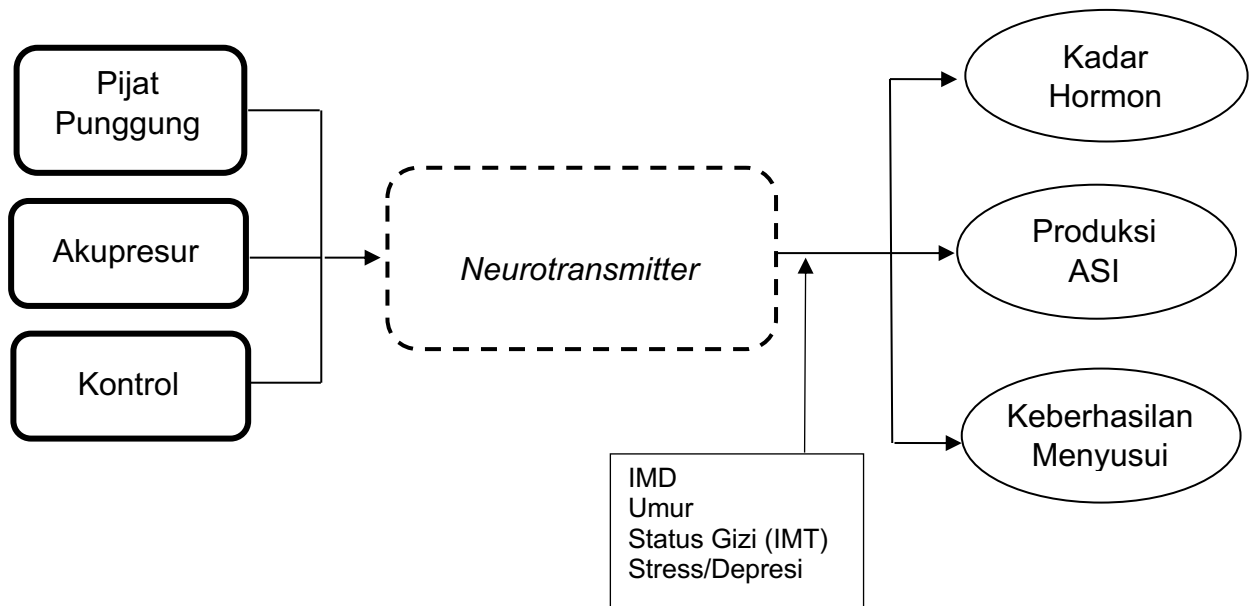 Pijat
Punggung
Akupresur
Kontrol
Neurotransmitter
IMD
Umur
Status Gizi (IMT)
Stress/Depresi
Kadar
Hormon
Produksi
ASI
Keberhasilan
Menyusui